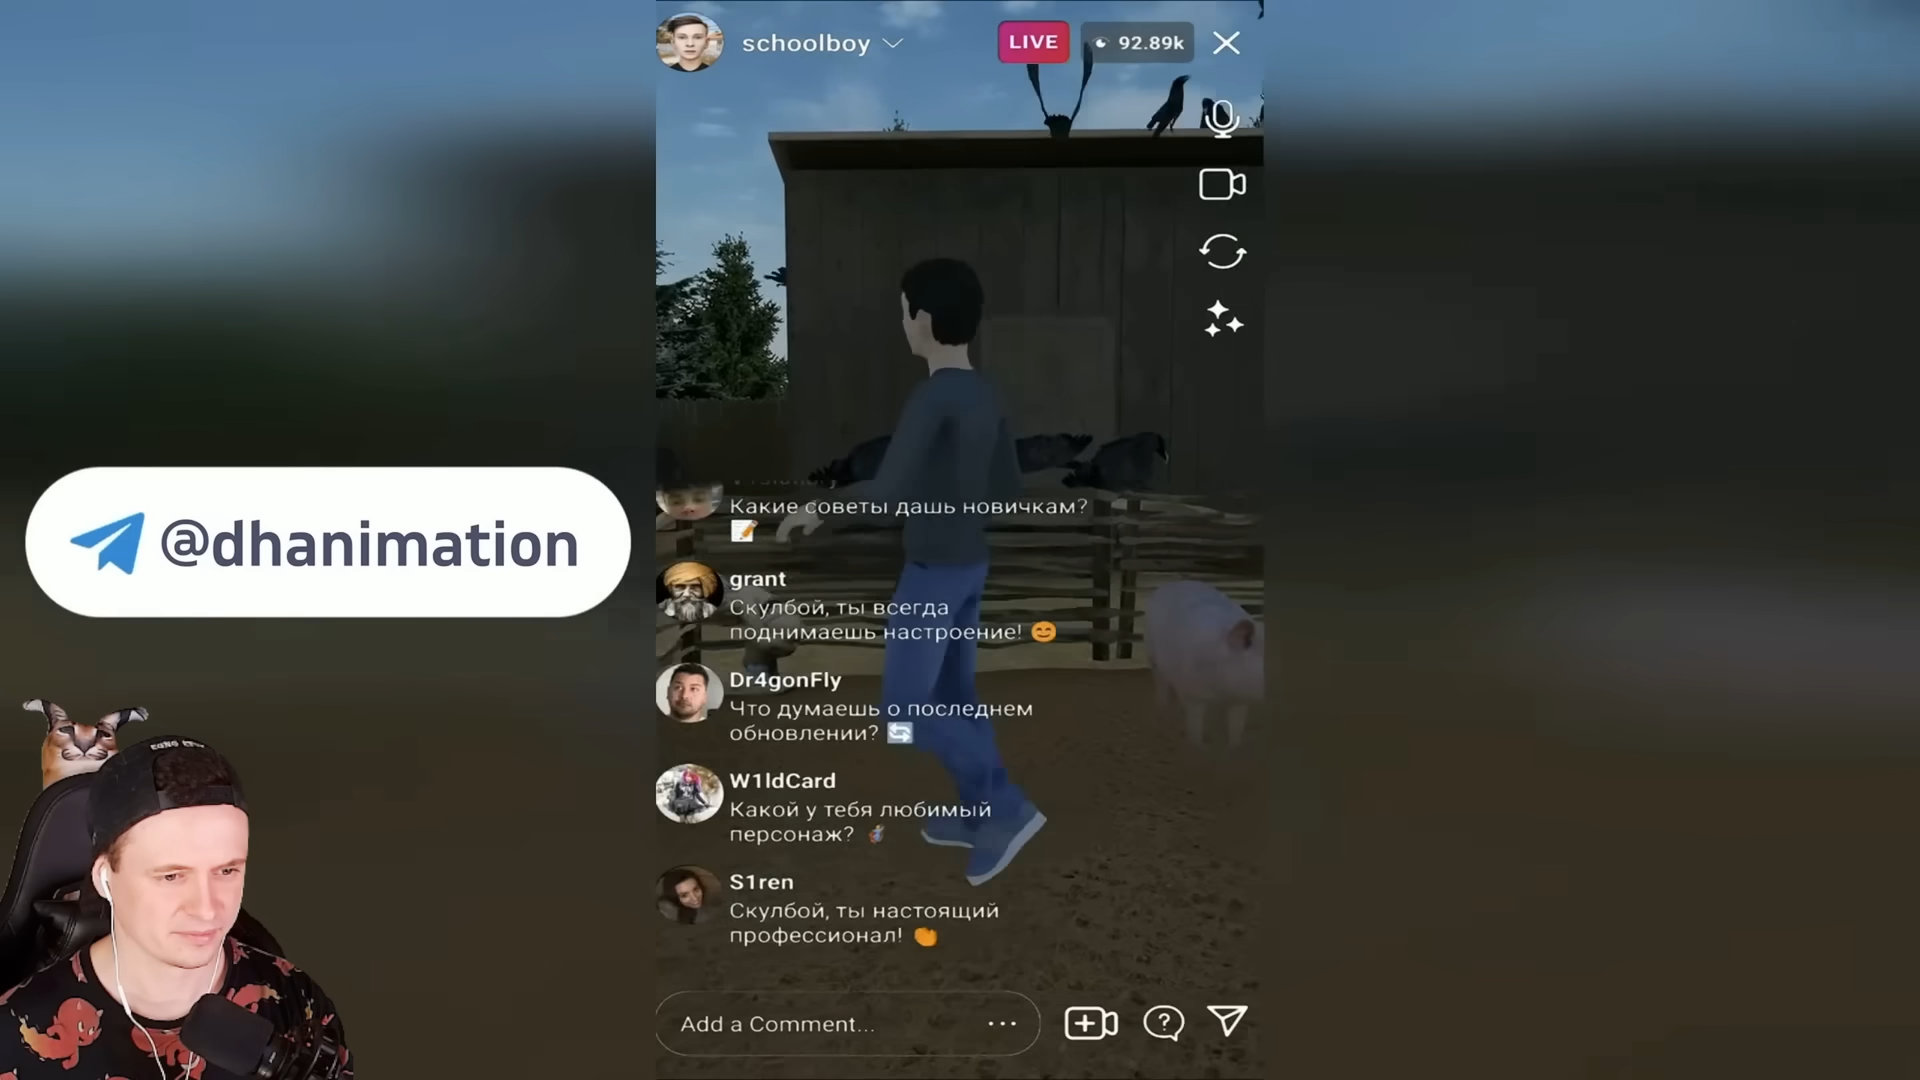 schoolboy
LIVE
92.89k
Какие советы дашь новичкам?
grant
Скулбой, ты всегда
поднимаешь настроение!
Dr4gonFly
Что думаешь о последнем
обновлении?
W1ldCard
Какой у тебя любимый
персонаж?
S1ren
Скулбой, ты настоящий
профессионал!
Add a Comment...
@dhanimation